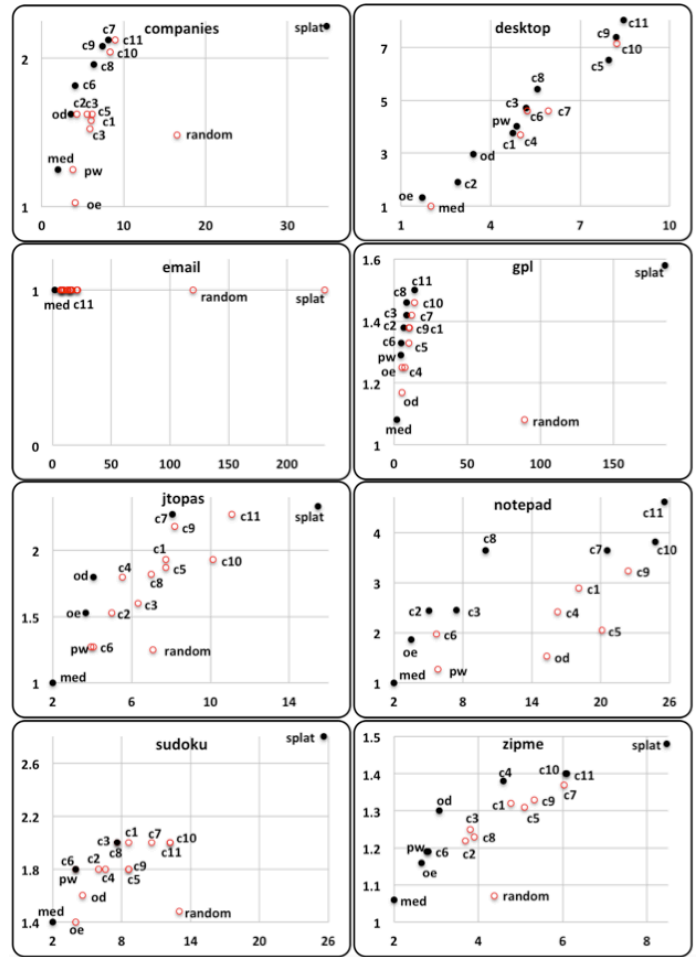 companies
splat
c7
c11
c9
c10
c8
c6
c2c3
od
c5
c1
c3
random
med
pw
oe
2
1
0 10 20 30
desktop
c11
c9
c10
c5
c8
c3
c6
c7
pw
c1 c4
od
c2
oe
med
7
5
3
1
1 4 7 10
email
1
med c11
random
splat
0
0 50 100 150 200
gpl
splat
c11
c8
c10
c3
c7
c2
c9c1
c6
c5
pw
oe
c4
od
med
random
1.6
1.4
1.2
1
0 50 100 150
jtopas
c7
c9
c11
splat
c1
c4
c5
c10
od
c8
c3
oe
c2
pw
c6
random
med
2
1.5
1
2 6 10 14
notepad
c11
c8
c7
c10
c9
c1
c2
c3
c4
c6
c5
oe
od
med
pw
4
3
2
1
2 8 14 20 26
sudoku
splat
c1
c7
c3
c10
c8
c11
c6
c2
c9
pw
c4
c5
od
med
random
oe
2.6
2.2
1.8
1.4
2 8 14 20 26
zipme
splat
c4
c10
c11
c7
od
c1
c9
c5
c3
c8
pw
c6
c2
oe
med
random
1.5
1.4
1.3
1.2
1.1
1
2 4 6 8